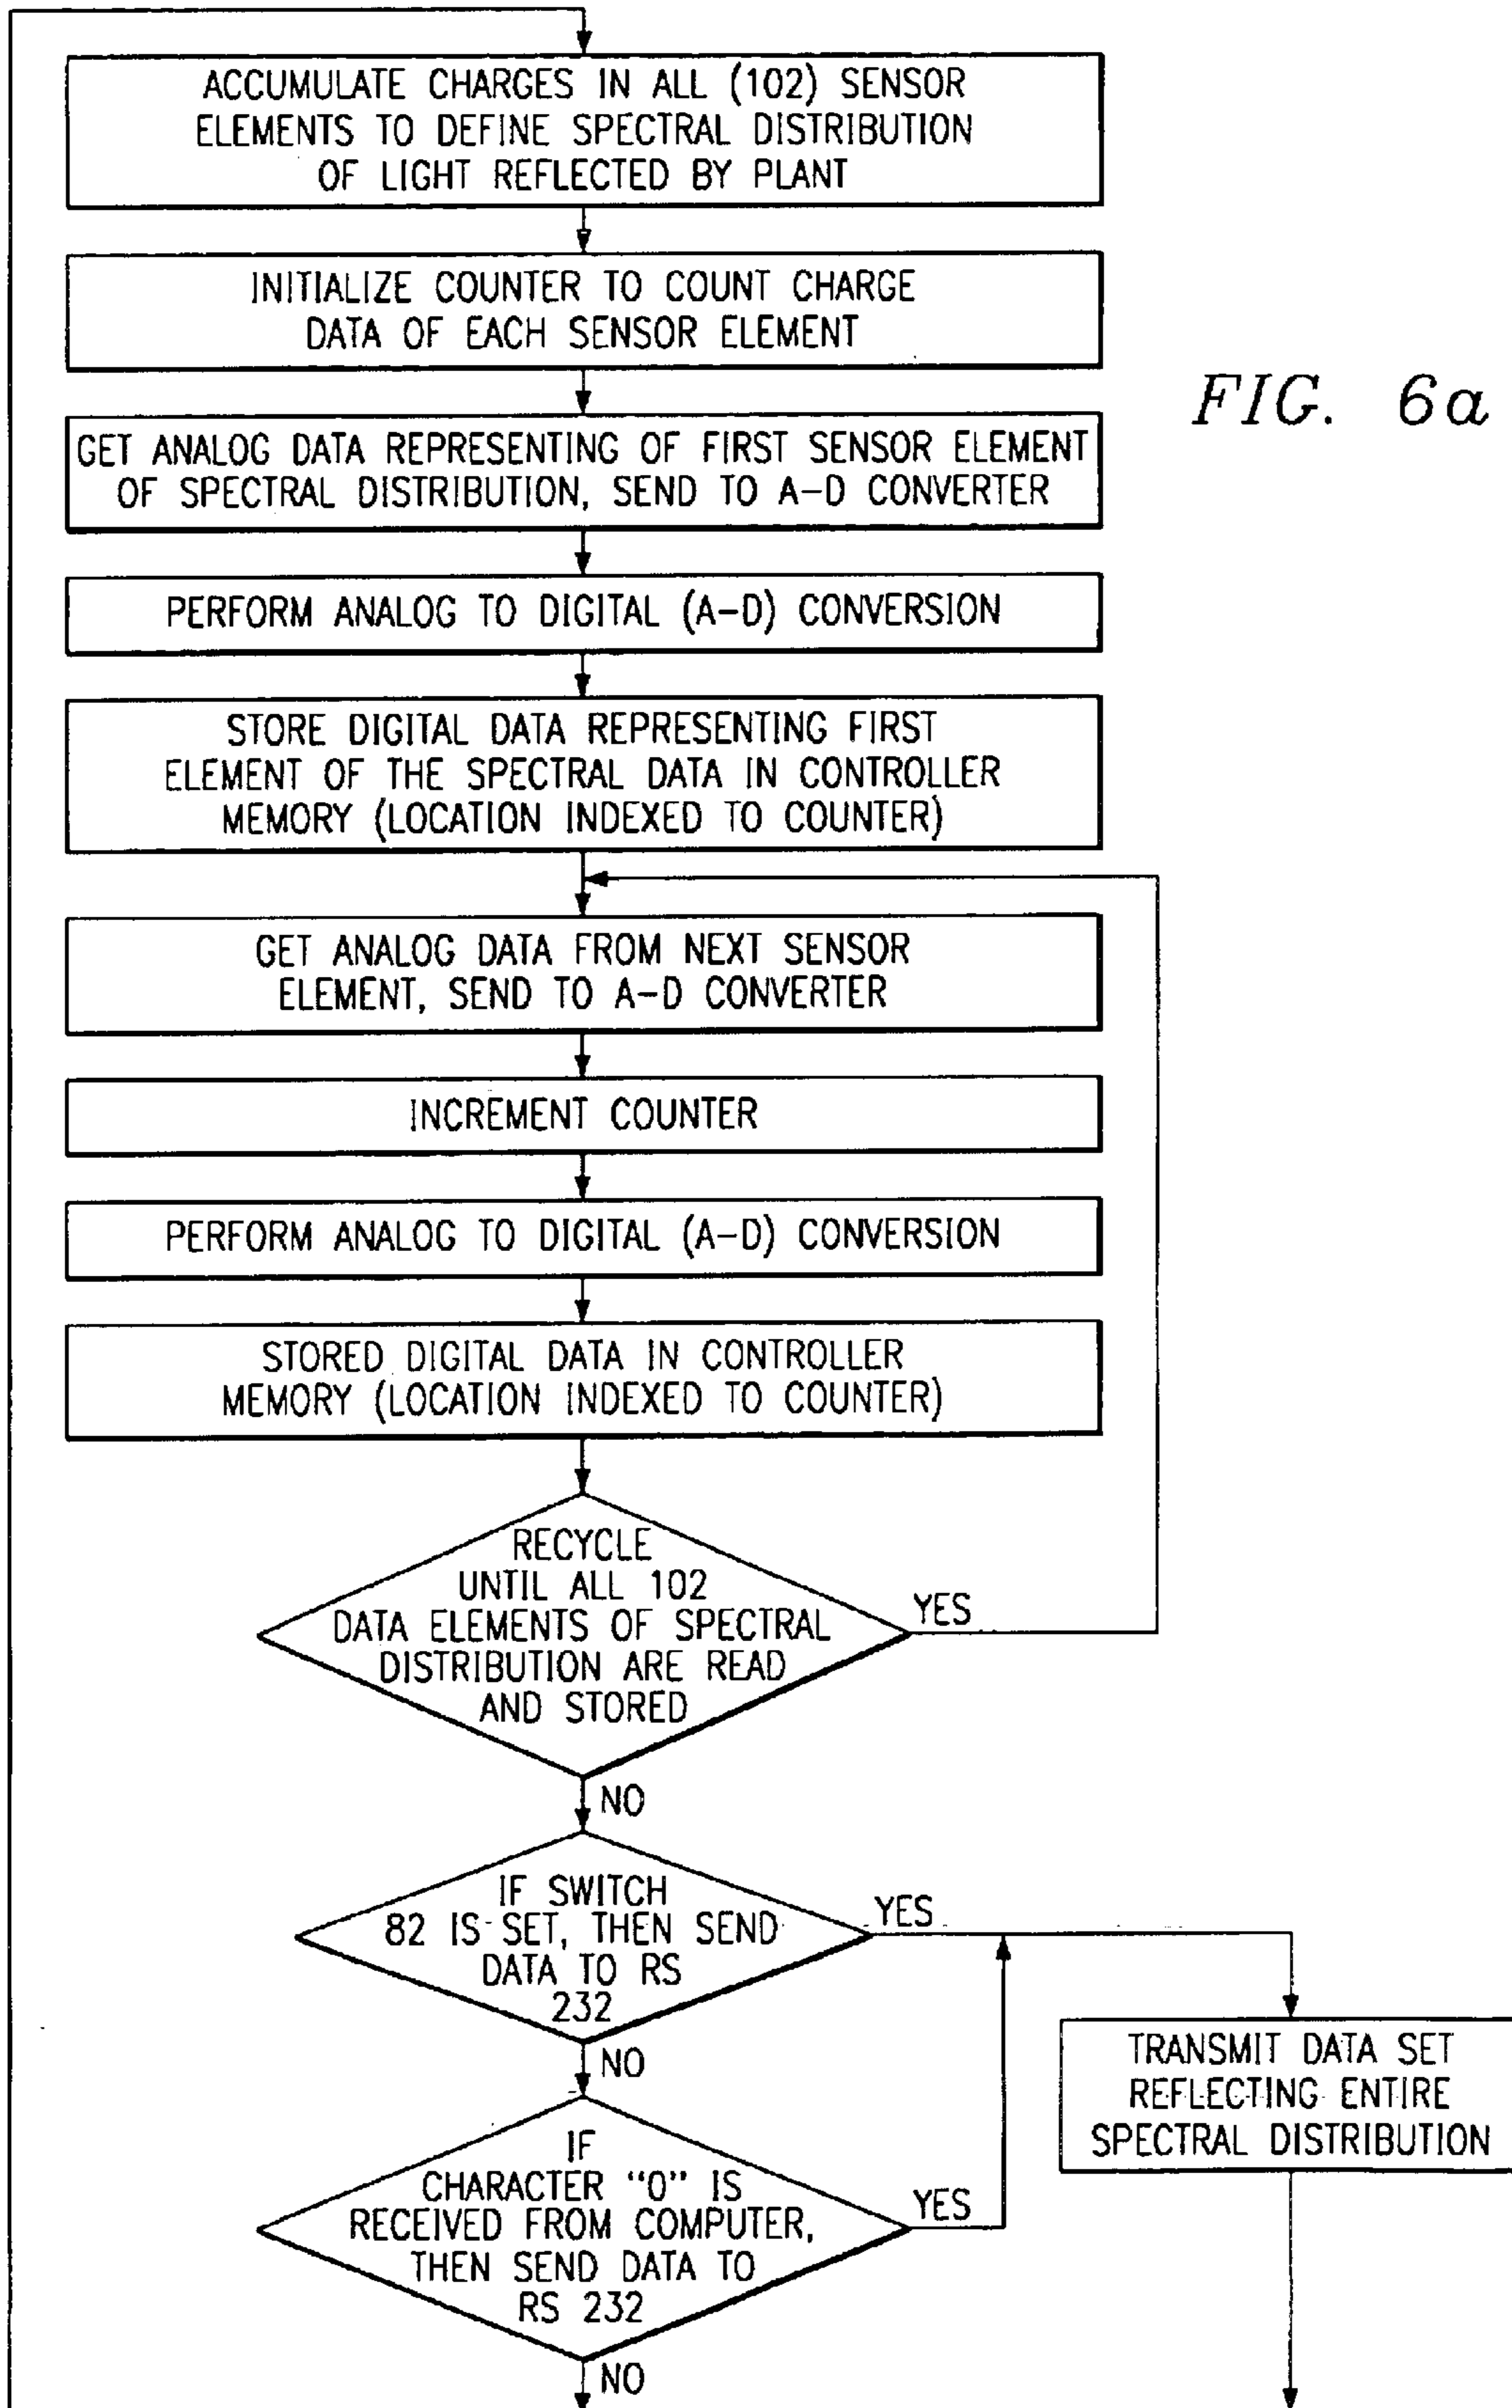 ACCUMULATE CHARGES IN ALL (102) SENSOR
ELEMENTS TO DEFINE SPECTRAL DISTRIBUTION
OF LIGHT REFLECTED BY PLANT
INITIALIZE COUNTER TO COUNT CHARGE
DATA OF EACH SENSOR ELEMENT
FIG. 6a
GET ANALOG DATA REPRESENTING OF FIRST SENSOR ELEMENT
OF SPECTRAL DISTRIBUTION, SEND TO A-D CONVERTER
PERFORM ANALOG TO DIGITAL (A-D) CONVERSION
STORE DIGITAL DATA REPRESENTING FIRST
ELEMENT OF THE SPECTRAL DATA IN CONTROLLER
MEMORY (LOCATION INDEXED TO COUNTER)
GET ANALOG DATA FROM NEXT SENSOR
ELEMENT, SEND TO A-D CONVERTER
INCREMENT COUNTER
PERFORM ANALOG TO DIGITAL (A-D) CONVERSION
STORED DIGITAL DATA IN CONTROLLER
MEMORY (LOCATION INDEXED TO COUNTER)
RECYCLE
UNTIL ALL 102
DATA ELEMENTS OF SPECTRAL
DISTRIBUTION ARE READ
AND STORED
YES
NO
IF SWITCH
82 IS SET, THEN SEND
DATA TO RS
232
YES
NO
TRANSMIT DATA SET
REFLECTING ENTIRE
SPECTRAL DISTRIBUTION
IF
CHARACTER "0" IS
RECEIVED FROM COMPUTER,
THEN SEND DATA TO
RS 232
YES
NO